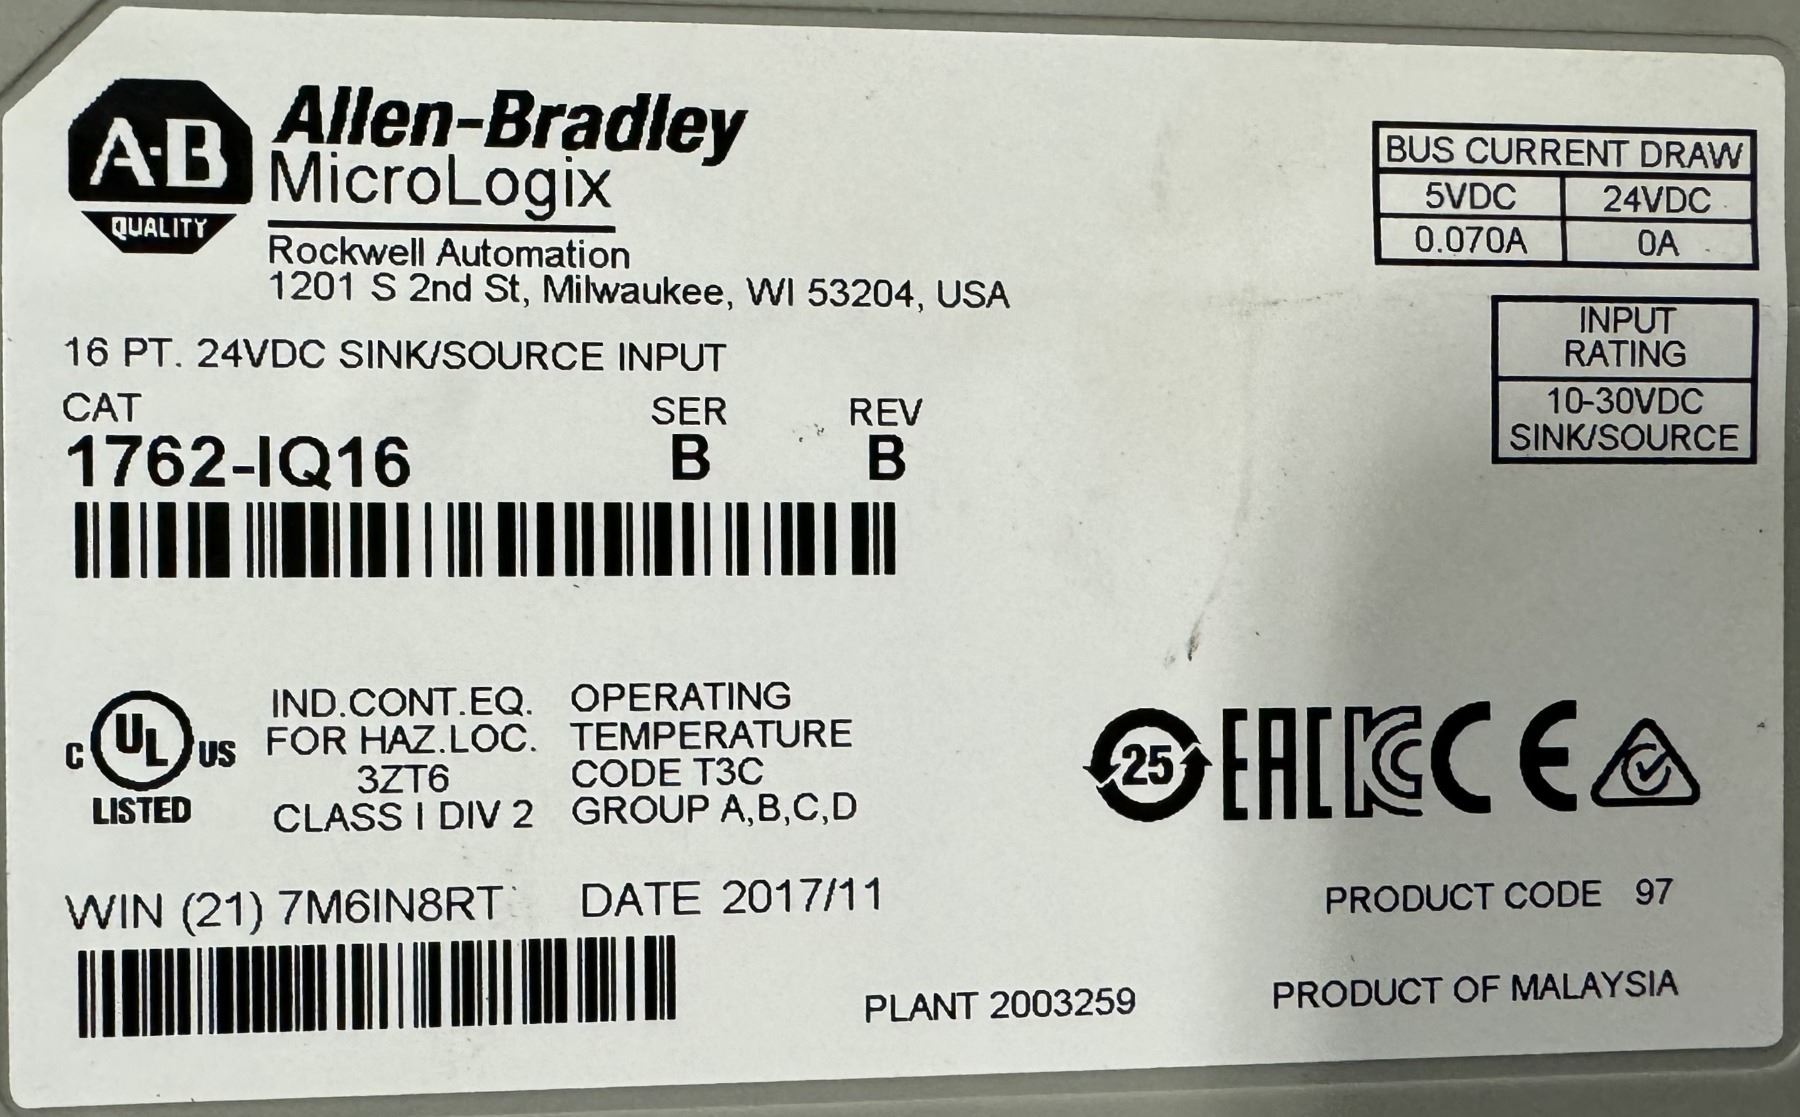 A-B
QUALITY
Allen-Bradley
MicroLogix
Rockwell Automation
1201 S 2nd St, Milwaukee, WI 53204, USA
16 PT. 24VDC SINK/SOURCE INPUT
CAT SER REV
1762-IQ16 B B
BUS CURRENT DRAW
5VDC 24VDC
0.070A 0A
INPUT
RATING
10-30VDC
SINK/SOURCE
C UL US
LISTED
IND.CONT.EQ.
FOR HAZ.LOC.
3ZT6
CLASS I DIV 2
OPERATING
TEMPERATURE
CODE T3C
GROUP A,B,C,D
25 EAC KC CE
WIN (21) 7M6IN8RT DATE 2017/11
PRODUCT CODE 97
PLANT 2003259
PRODUCT OF MALAYSIA